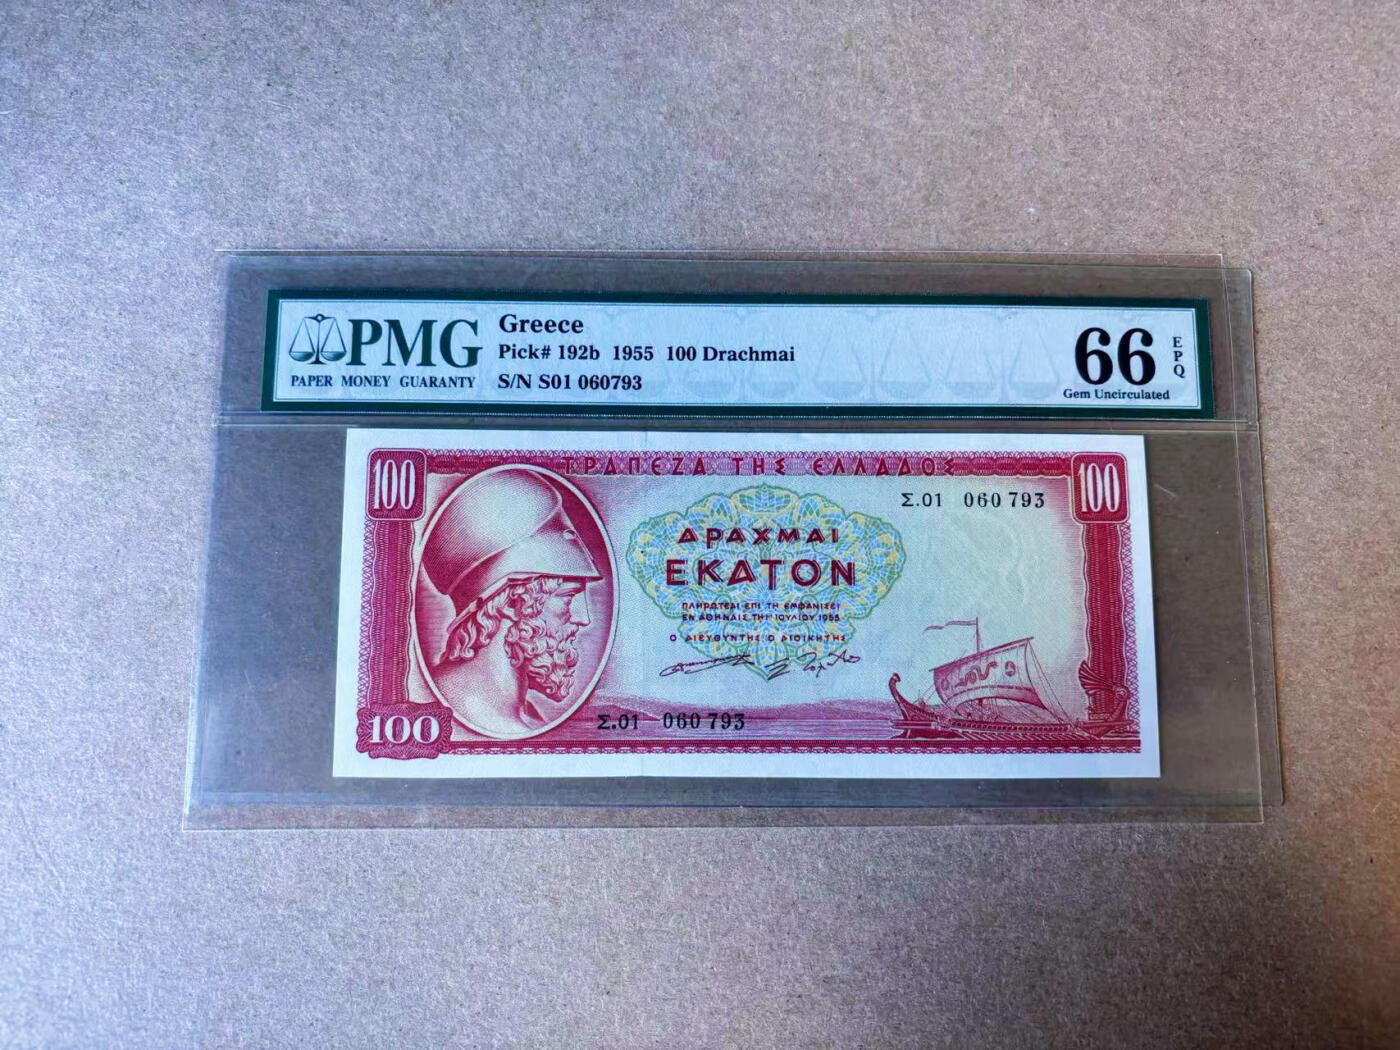 PMG
PAPER MONEY GUARANTY
Greece
Pick# 192b 1955 100 Drachmai
S/N S01 060793
66
EPQ
Gem Uncirculated
100
ΤΡΑΠΕΖΑ ΤΗΣ ΕΛΛΑΔΟΣ
100
Σ.01 060 793
ΔΡΑΧΜΑΙ
ΕΚΑΤΟΝ
ΠΛΗΡΩΤΕΑΙ ΕΠΙ ΤΗ ΕΜΦΑΝΙΣΕΙ
ΕΝ ΑΘΗΝΑΙΣ ΤΗι 1η ΙΟΥΛΙΟΥ 1955
Ο ΔΙΕΥΘΥΝΤΗΣ Ο ΔΙΟΙΚΗΤΗΣ
Σ.01 060 793
100